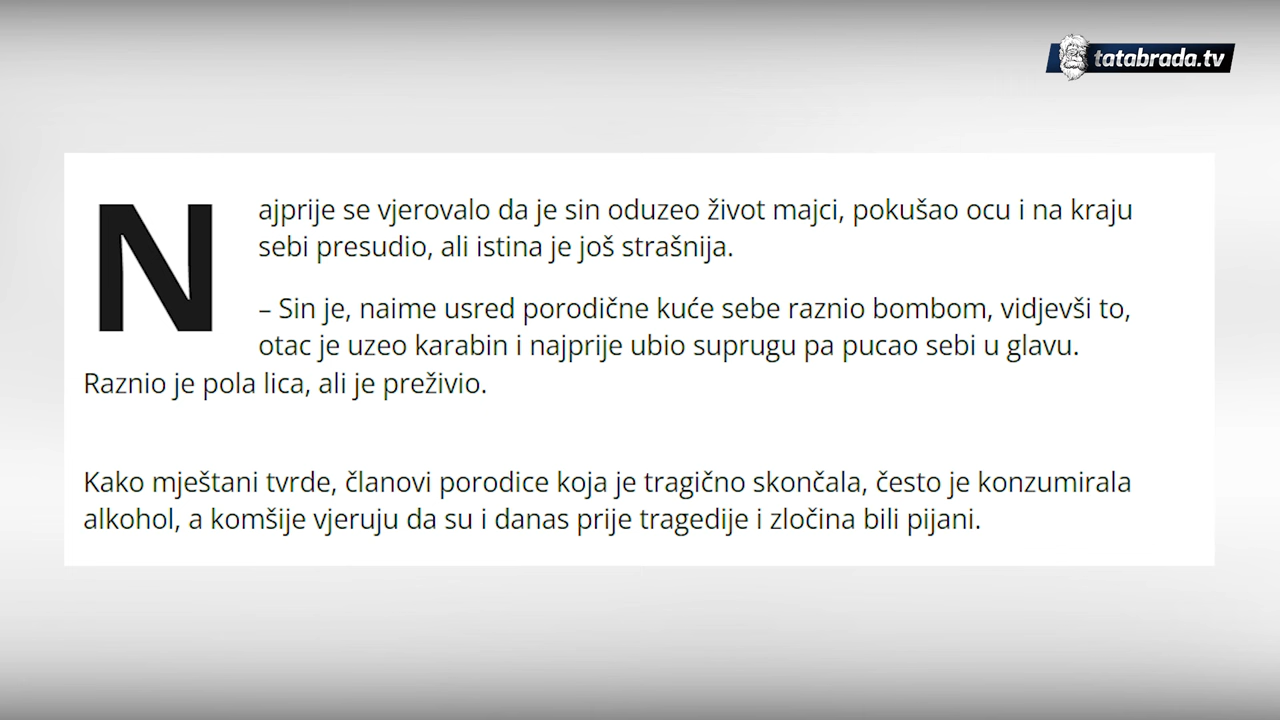 tatabrada.tv
Najprije se vjerovalo da je sin oduzeo život majci, pokušao ocu i na kraju
sebi presudio, ali istina je još strašnija.
– Sin je, naime usred porodične kuće sebe raznio bombom, vidjevši to,
otac je uzeo karabin i najprije ubio suprugu pa pucao sebi u glavu.
Raznio je pola lica, ali je preživio.
Kako mještani tvrde, članovi porodice koja je tragično skončala, često je konzumirala
alkohol, a komšije vjeruju da su i danas prije tragedije i zločina bili pijani.